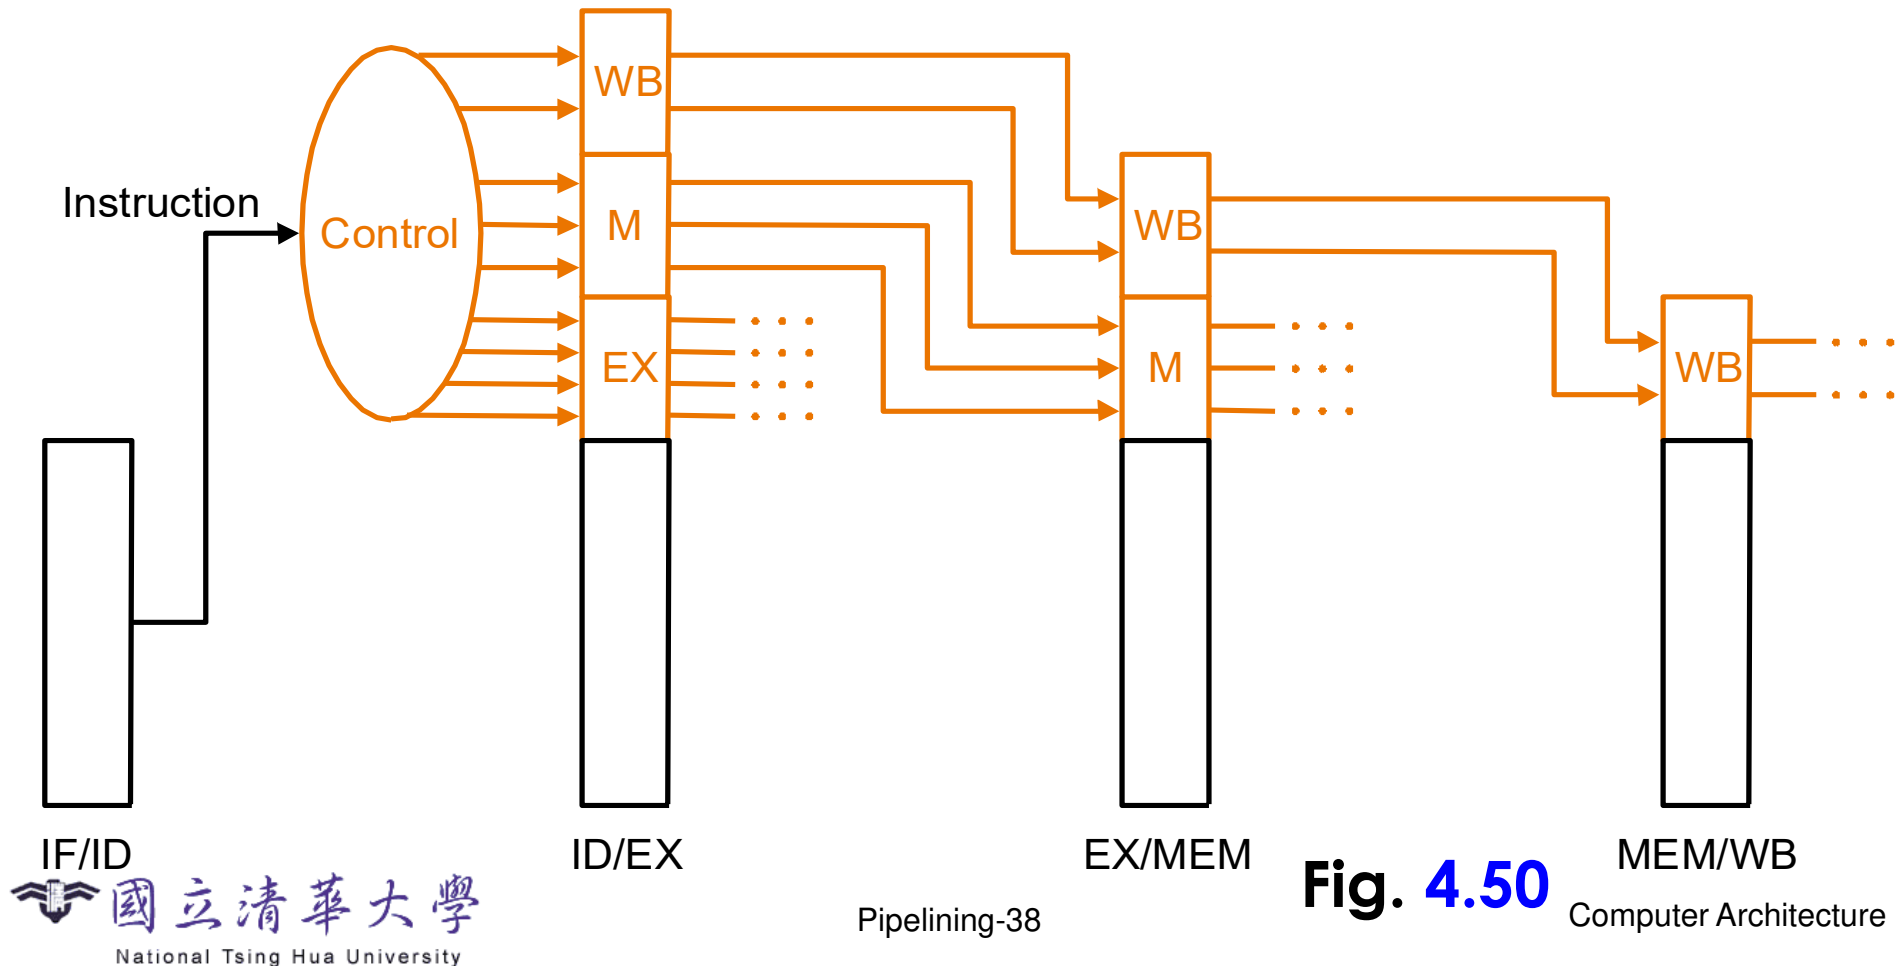 WB
Instruction
Control
M
WB
EX
M
WB
IF/ID
ID/EX
EX/MEM
MEM/WB
Fig. 4.50
國立清華大學
National Tsing Hua University
Pipelining-38
Computer Architecture